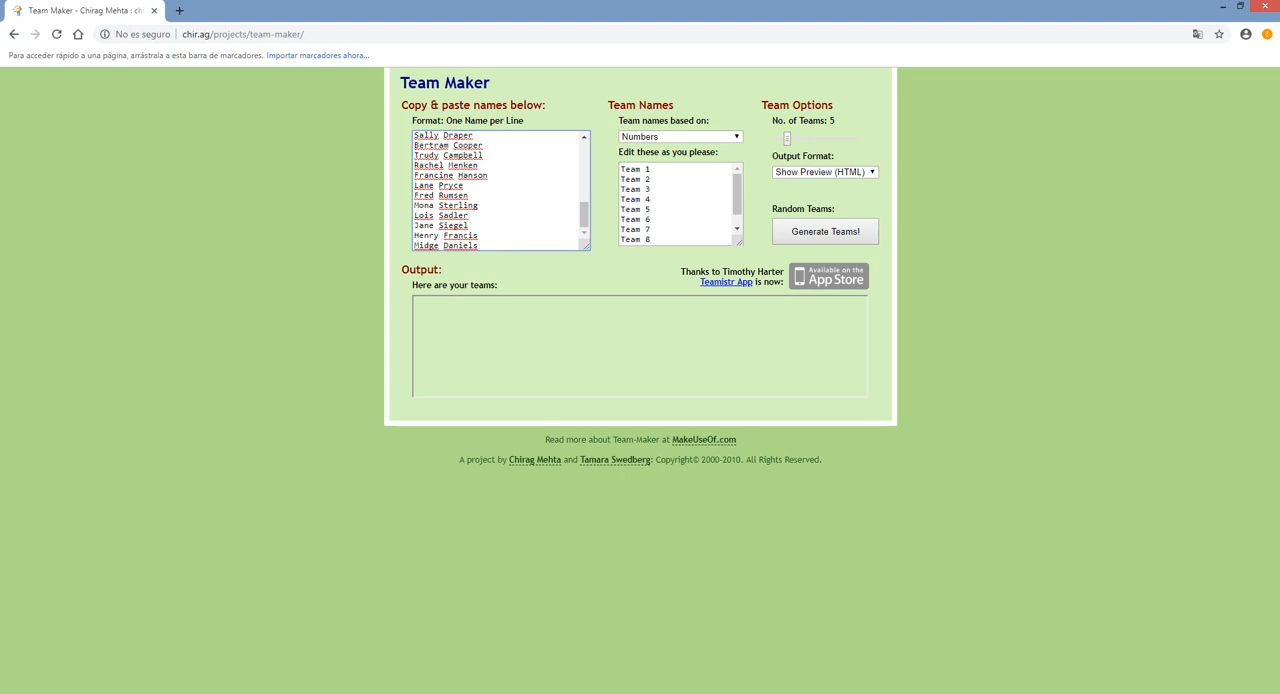 Team Maker - Chirag Mehta : chi
No es seguro
chir.ag/projects/team-maker/
Para acceder rápido a una página, arrástrala a esta barra de marcadores. Importar marcadores ahora...
Team Maker
Copy & paste names below:
Format: One Name per Line
Sally Draper
Bertram Cooper
Trudy Campbell
Rachel Menken
Francine Hanson
Lane Pryce
Fred Rumsen
Mona Sterling
Lois Sadler
Jane Siegel
Henry Francis
Midge Daniels
Team Names
Team names based on:
Numbers
Edit these as you please:
Team 1
Team 2
Team 3
Team 4
Team 5
Team 6
Team 7
Team 8
Team Options
No. of Teams: 5
Output Format:
Show Preview (HTML)
Random Teams:
Generate Teams!
Output:
Here are your teams:
Thanks to Timothy Harter
Teamistr App is now:
Available on the
App Store
Read more about Team-Maker at MakeUseOf.com
A project by Chirag Mehta and Tamara Swedberg: Copyright© 2000-2010. All Rights Reserved.